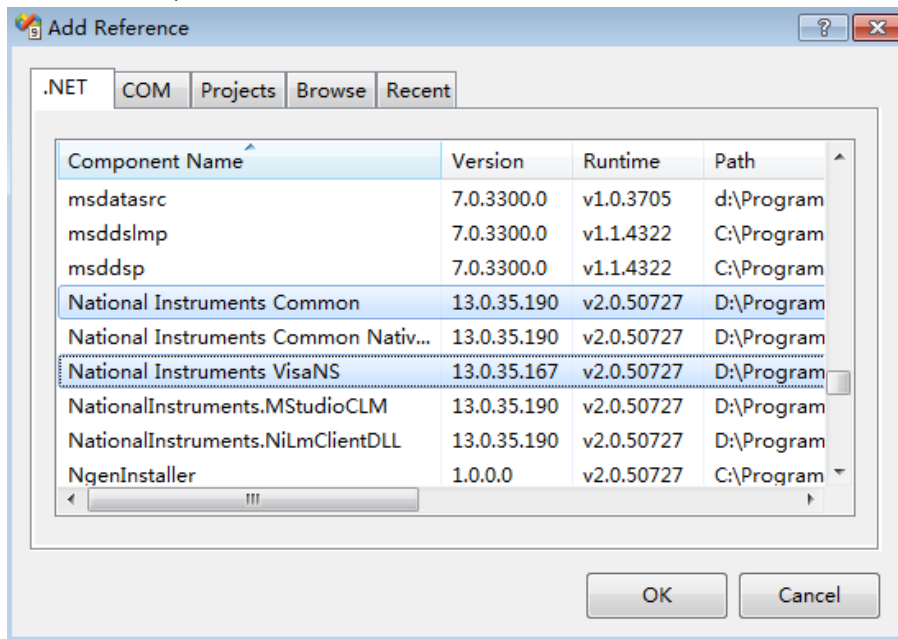 Add Reference
.NET COM Projects Browse Recent
Component Name Version Runtime Path
msdatasrc 7.0.3300.0 v1.0.3705 d:\Program
msddslmp 7.0.3300.0 v1.1.4322 C:\Program
msddsp 7.0.3300.0 v1.1.4322 C:\Program
National Instruments Common 13.0.35.190 v2.0.50727 D:\Program
National Instruments Common Nativ... 13.0.35.190 v2.0.50727 D:\Program
National Instruments VisaNS 13.0.35.167 v2.0.50727 D:\Program
NationalInstruments.MStudioCLM 13.0.35.190 v2.0.50727 D:\Program
NationalInstruments.NiLmClientDLL 13.0.35.190 v2.0.50727 D:\Program
NgenInstaller 1.0.0.0 v2.0.50727 C:\Program
OK Cancel